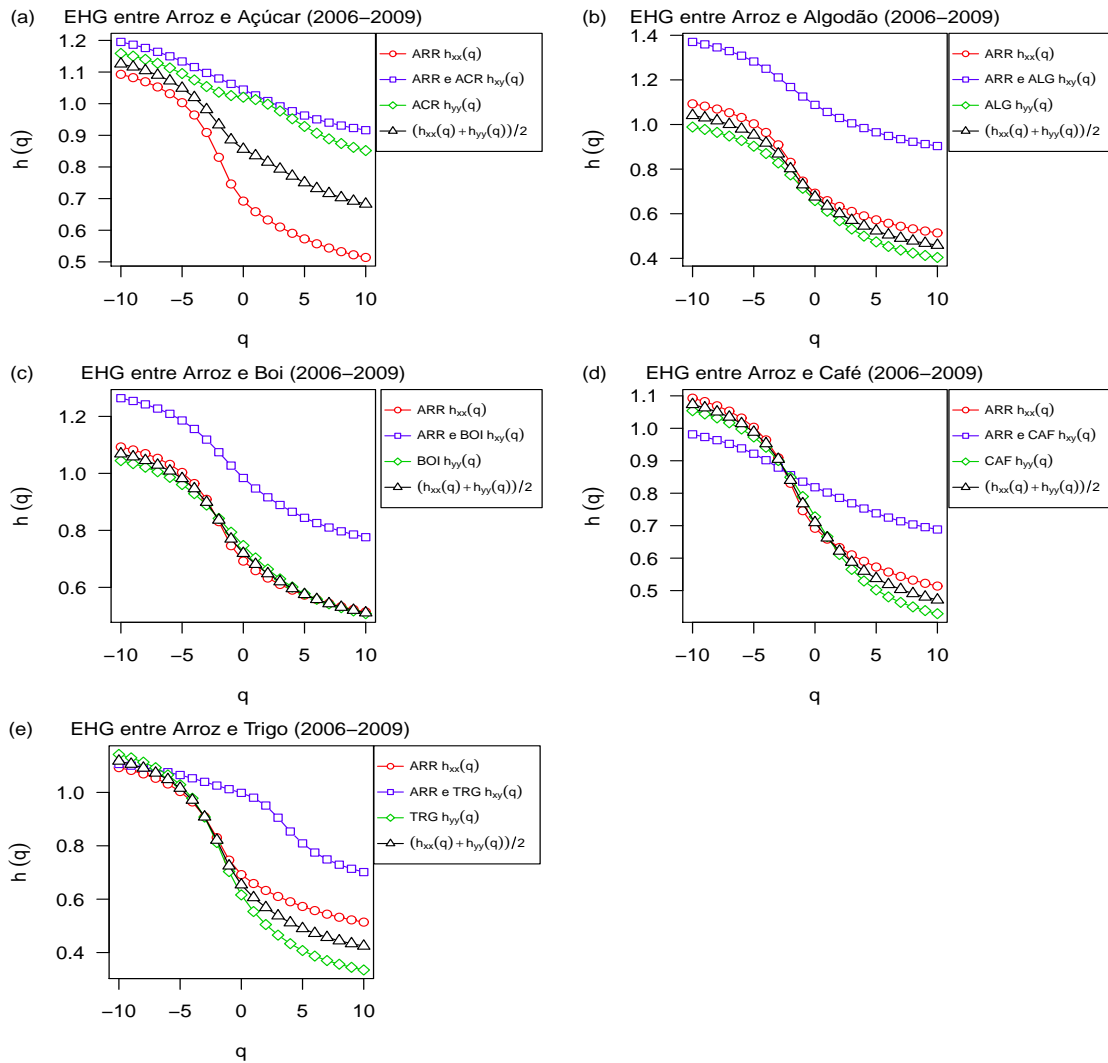 (a) EHG entre Arroz e Açúcar (2006−2009)
h(q)
1.2
1.1
1.0
0.9
0.8
0.7
0.6
0.5
−10 −5 0 5 10
q
ARR hxx(q)
ARR e ACR hxy(q)
ACR hyy(q)
(hxx(q)+hyy(q))/2
(b) EHG entre Arroz e Algodão (2006−2009)
h(q)
1.4
1.2
1.0
0.8
0.6
0.4
−10 −5 0 5 10
q
ARR hxx(q)
ARR e ALG hxy(q)
ALG hyy(q)
(hxx(q)+hyy(q))/2
(c) EHG entre Arroz e Boi (2006−2009)
h(q)
1.2
1.0
0.8
0.6
−10 −5 0 5 10
q
ARR hxx(q)
ARR e BOI hxy(q)
BOI hyy(q)
(hxx(q)+hyy(q))/2
(d) EHG entre Arroz e Café (2006−2009)
h(q)
1.1
1.0
0.9
0.8
0.7
0.6
0.5
−10 −5 0 5 10
q
ARR hxx(q)
ARR e CAF hxy(q)
CAF hyy(q)
(hxx(q)+hyy(q))/2
(e) EHG entre Arroz e Trigo (2006−2009)
h(q)
1.0
0.8
0.6
0.4
−10 −5 0 5 10
q
ARR hxx(q)
ARR e TRG hxy(q)
TRG hyy(q)
(hxx(q)+hyy(q))/2